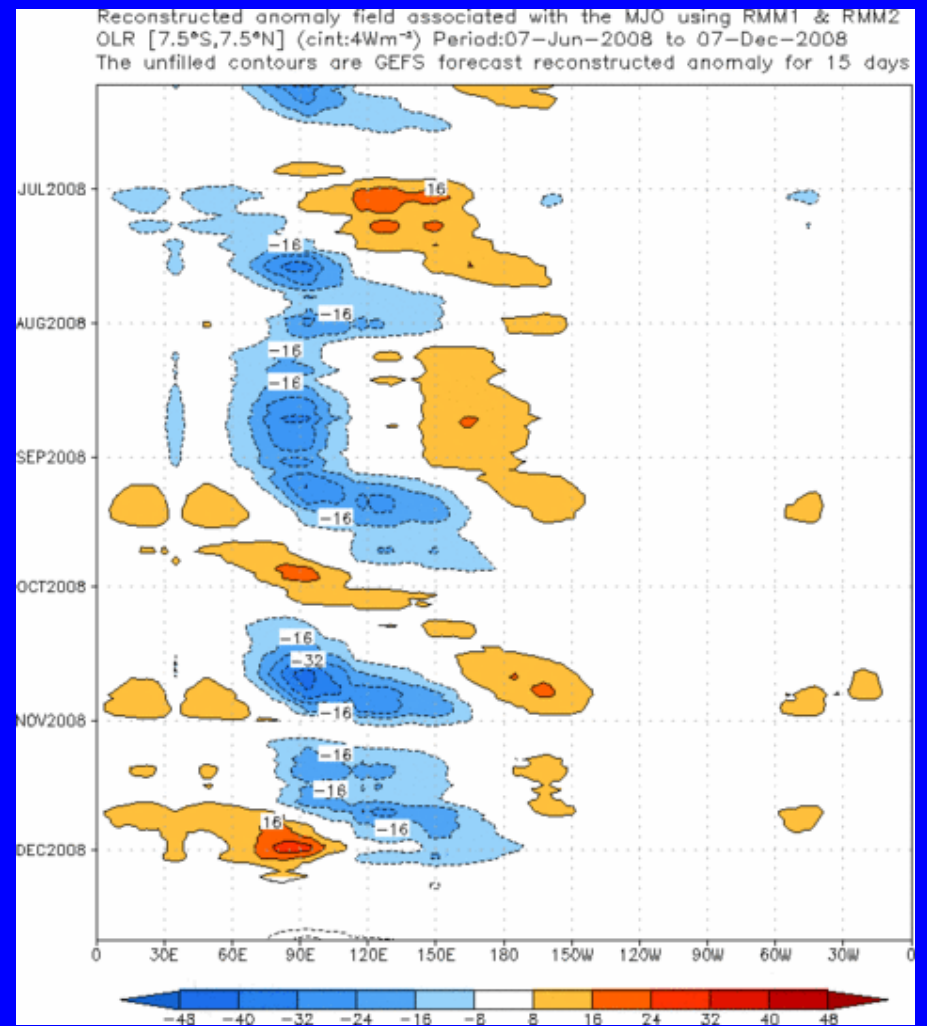 Reconstructed anomaly field associated with the MJO using RMM1 & RMM2
OLR [7.5°S,7.5°N] (cint:4Wm⁻²) Period:07-Jun-2008 to 07-Dec-2008
The unfilled contours are GEFS forecast reconstructed anomaly for 15 days
JUL2008
16
-16
AUG2008
-16
-16
-16
SEP2008
-16
OCT2008
-16
-32
-16
NOV2008
-16
-16
16
-16
DEC2008
0 30E 60E 90E 120E 150E 180 150W 120W 90W 60W 30W 0
-48 -40 -32 -24 -16 -8 8 16 24 32 40 48